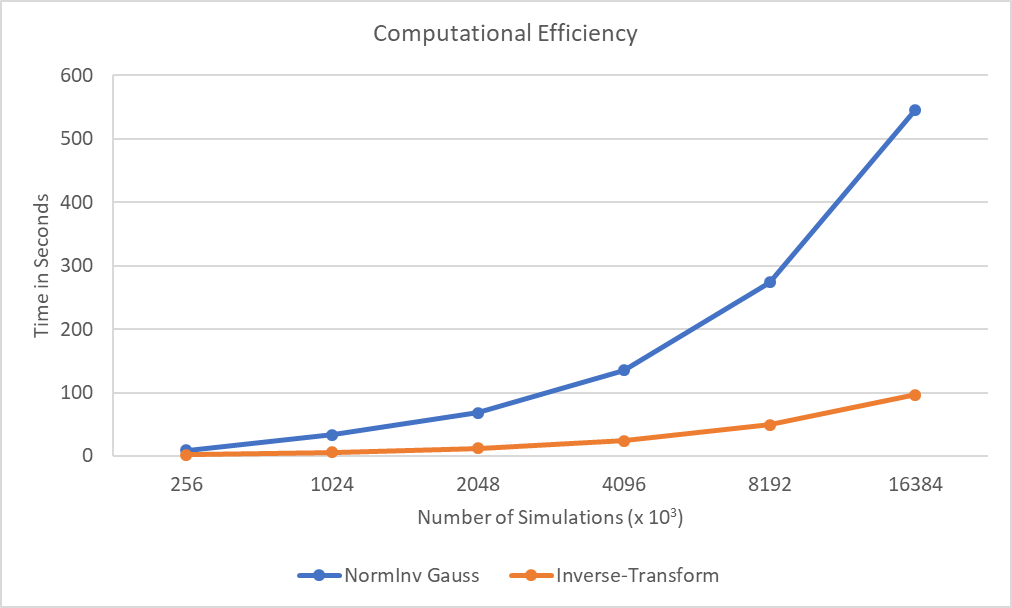 Computational Efficiency
600
500
400
300
200
100
0
Time in Seconds
256 1024 2048 4096 8192 16384
Number of Simulations (x 10³)
NormInv Gauss Inverse-Transform